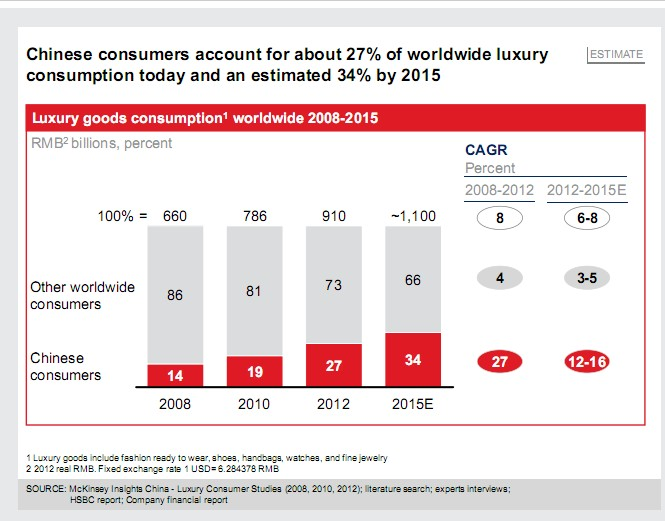 Chinese consumers account for about 27% of worldwide luxury
consumption today and an estimated 34% by 2015
ESTIMATE
Luxury goods consumption¹ worldwide 2008-2015
RMB² billions, percent
CAGR
Percent
2008-2012 2012-2015E
100% = 660 786 910 ~1,100 8 6-8
Other worldwide
consumers
86 81 73 66 4 3-5
Chinese
consumers
14 19 27 34 27 12-16
2008 2010 2012 2015E
1 Luxury goods include fashion ready to wear, shoes, handbags, watches, and fine jewelry
2 2012 real RMB. Fixed exchange rate 1 USD= 6.284378 RMB
SOURCE: McKinsey Insights China - Luxury Consumer Studies (2008, 2010, 2012); literature search; experts interviews;
HSBC report; Company financial report